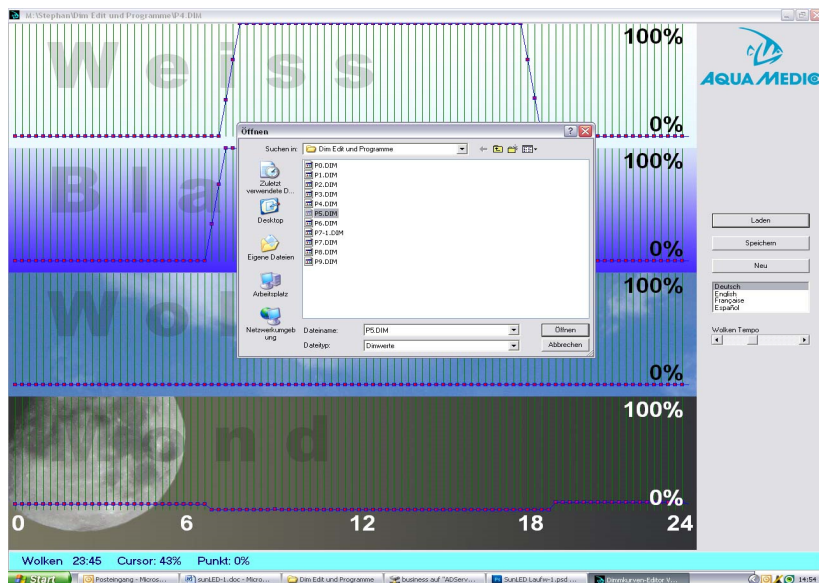 M:\Stephan\Dim Edit und Programme\P4.DIM
Weiss
100%
0%
AQUA MEDIC
Öffnen
Suchen in: Dim Edit und Programme
Zuletzt verwendete D...
Desktop
Eigene Dateien
Arbeitsplatz
Netzwerkumgebung
P0.DIM
P1.DIM
P2.DIM
P3.DIM
P4.DIM
P5.DIM
P6.DIM
P7-1.DIM
P7.DIM
P8.DIM
P9.DIM
Dateiname: P5.DIM Öffnen
Dateityp: Dimwerte Abbrechen
Bla
100%
0%
Wol
100%
0%
Mond
100%
0%
0 6 12 18 24
Laden
Speichern
Neu
Deutsch
English
Française
Español
Wolken Tempo
Wolken 23:45 Cursor: 43% Punkt: 0%
Start Posteingang - Micros... sunLED-1.doc - Micro... Dim Edit und Programme business auf "ADServ... SunLED Laufw-1.psd ... Dimmkurven-Editor V... 14:54